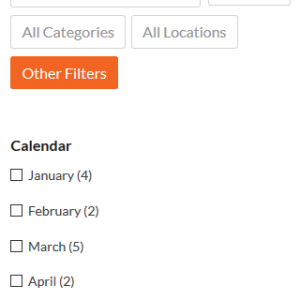 All Categories All Locations
Other Filters
Calendar
January (4)
February (2)
March (5)
April (2)